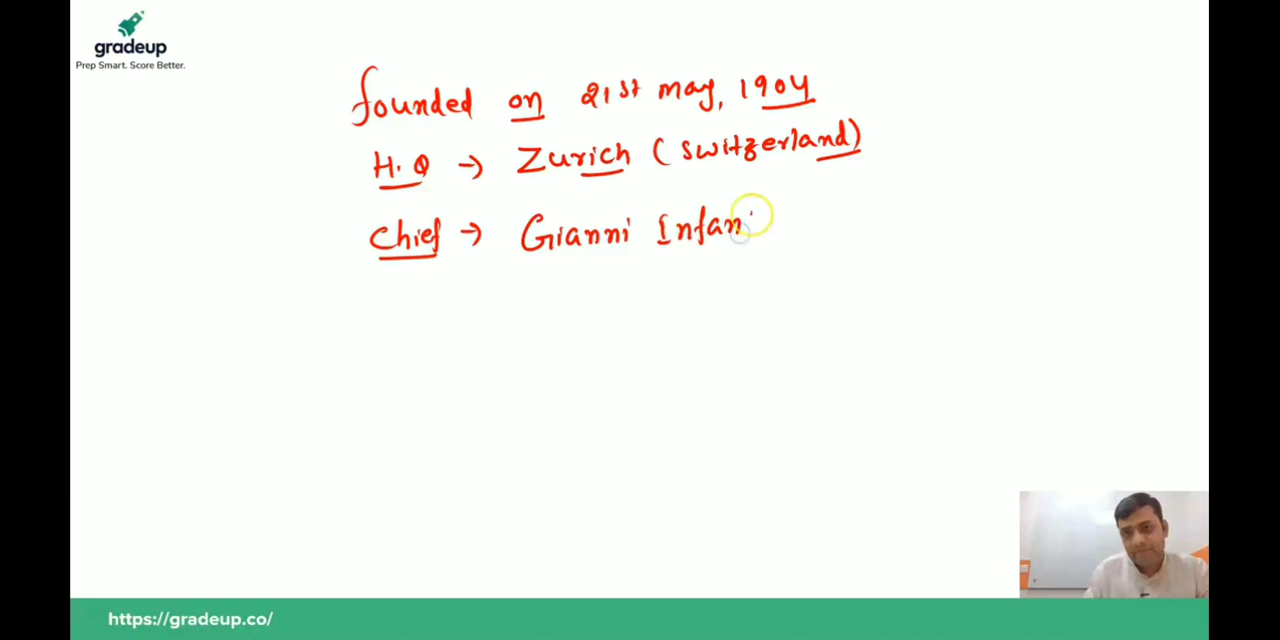 gradeup
Prep Smart. Score Better.
founded on 21st may, 1904
H.Q → Zurich (Switzerland)
Chief → Gianni Infan
https://gradeup.co/